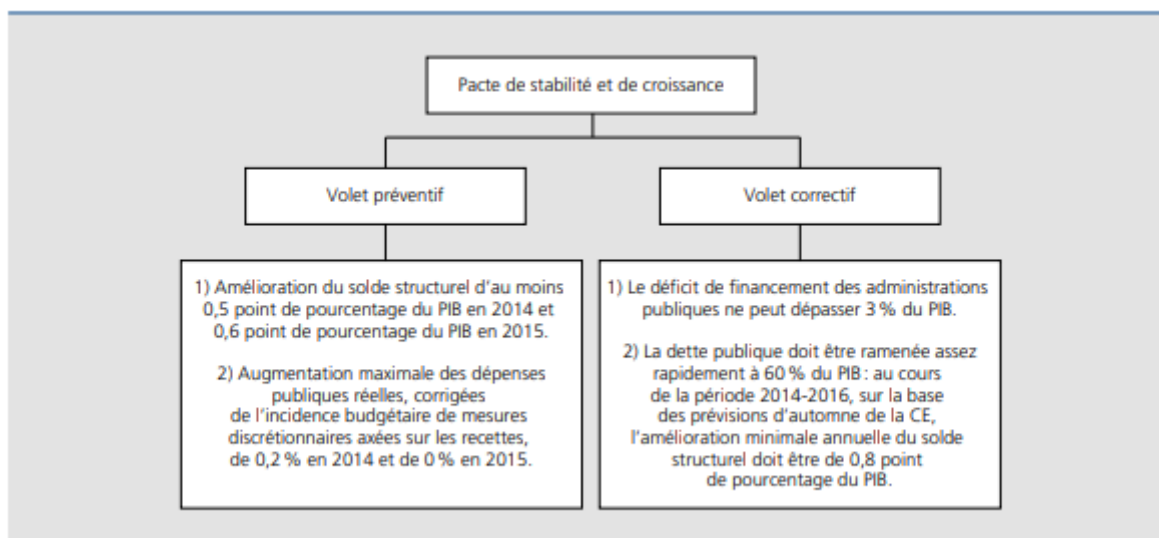 Pacte de stabilité et de croissance
Volet préventif
Volet correctif
1) Amélioration du solde structurel d'au moins
0,5 point de pourcentage du PIB en 2014 et
0,6 point de pourcentage du PIB en 2015.
2) Augmentation maximale des dépenses
publiques réelles, corrigées
de l'incidence budgétaire de mesures
discrétionnaires axées sur les recettes,
de 0,2 % en 2014 et de 0 % en 2015.
1) Le déficit de financement des administrations
publiques ne peut dépasser 3 % du PIB.
2) La dette publique doit être ramenée assez
rapidement à 60 % du PIB : au cours
de la période 2014-2016, sur la base
des prévisions d'automne de la CE,
l'amélioration minimale annuelle du solde
structurel doit être de 0,8 point
de pourcentage du PIB.